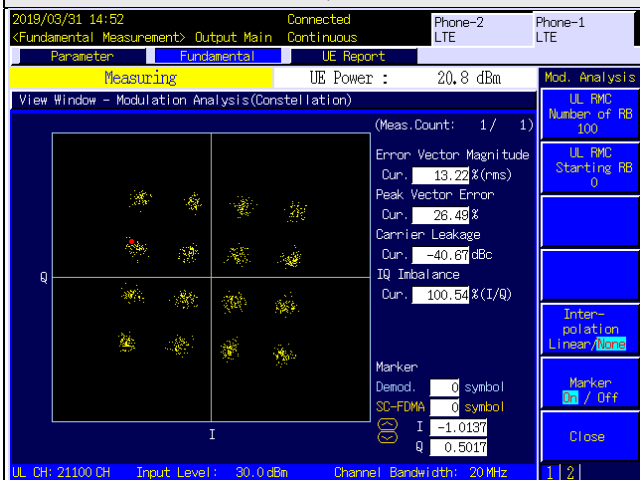 2019/03/31 14:52 Connected Phone-2 Phone-1
<Fundamental Measurement> Output Main Continuous LTE LTE
Parameter Fundamental UE Report
Measuring UE Power : 20.8 dBm Mod. Analysis
View Window - Modulation Analysis(Constellation)
UL RMC
Number of RB
100
(Meas.Count: 1/ 1)
Error Vector Magnitude
Cur. 13.22 %(rms)
Peak Vector Error
Cur. 26.49 %
Carrier Leakage
Cur. -40.67 dBc
IQ Imbalance
Cur. 100.54 %(I/Q)
UL RMC
Starting RB
0
Q
I
Inter-
polation
Linear/None
Marker
Demod. 0 symbol
SC-FDMA 0 symbol
I -1.0137
Q 0.5017
Marker
On / Off
Close
UL CH: 21100 CH Input Level: 30.0 dBm Channel Bandwidth: 20 MHz 1 2